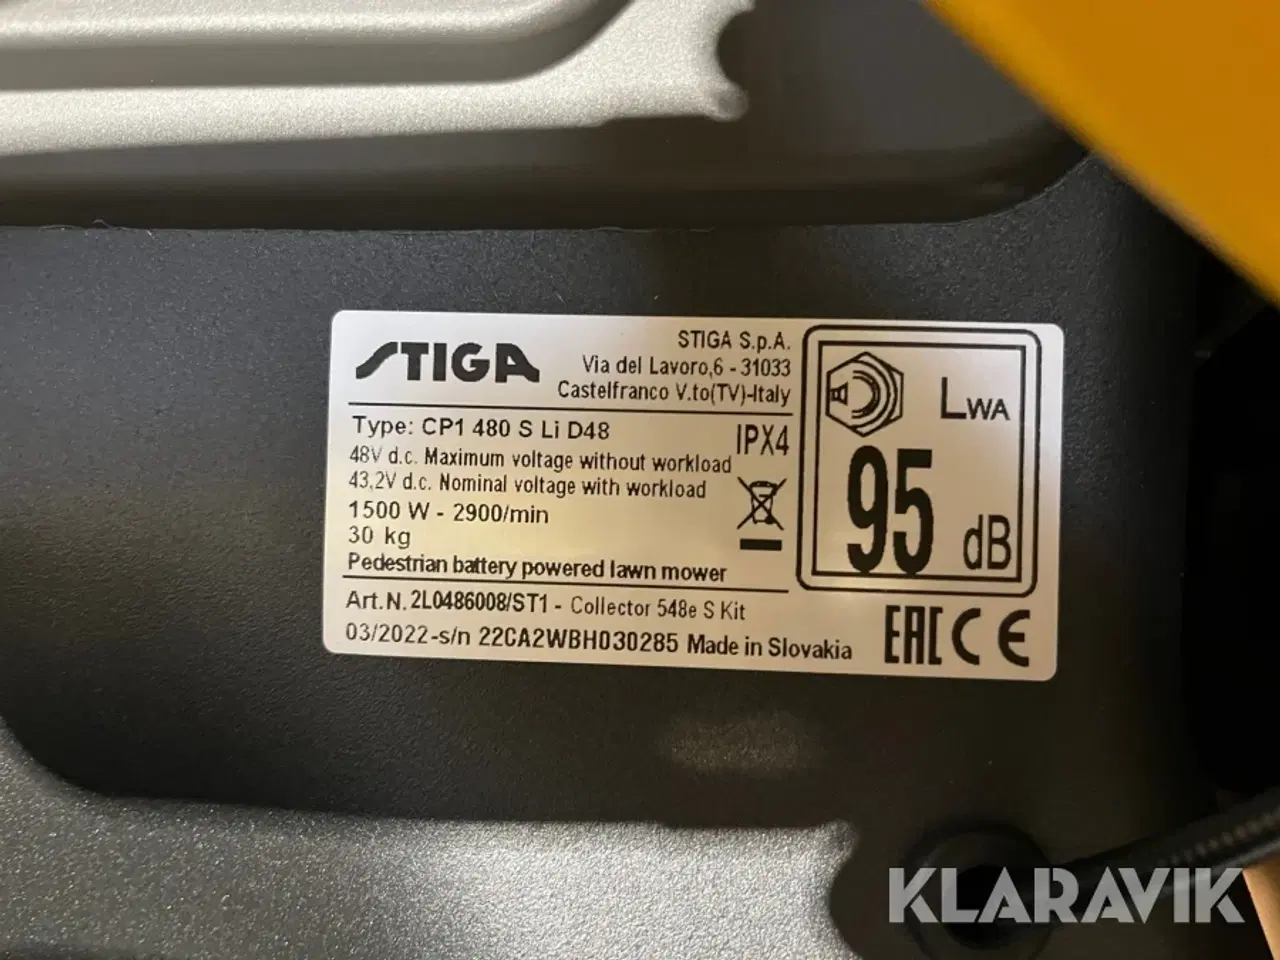 STIGA
STIGA S.p.A.
Via del Lavoro,6 - 31033
Castelfranco V.to(TV)-Italy
Type: CP1 480 S Li D48
IPX4
48V d.c. Maximum voltage without workload
43,2V d.c. Nominal voltage with workload
1500 W - 2900/min
30 kg
Pedestrian battery powered lawn mower
Art.N. 2L0486008/ST1 - Collector 548e S Kit
03/2022-s/n 22CA2WBH030285 Made in Slovakia
LWA
95 dB
EAC CE
KLARAVIK